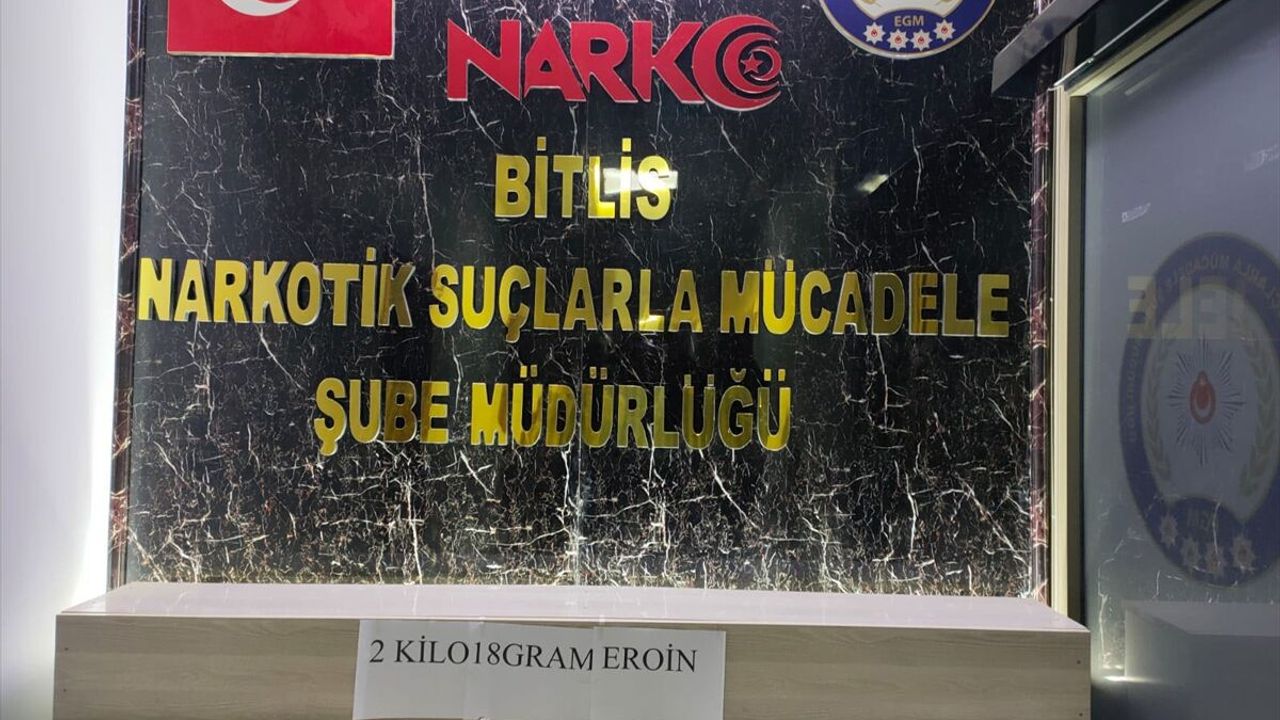 EGM
NARKO
BİTLİS
NARKOTİK SUÇLARLA MÜCADELE
ŞUBE MÜDÜRLÜĞÜ
2 KİLO18GRAM EROİN